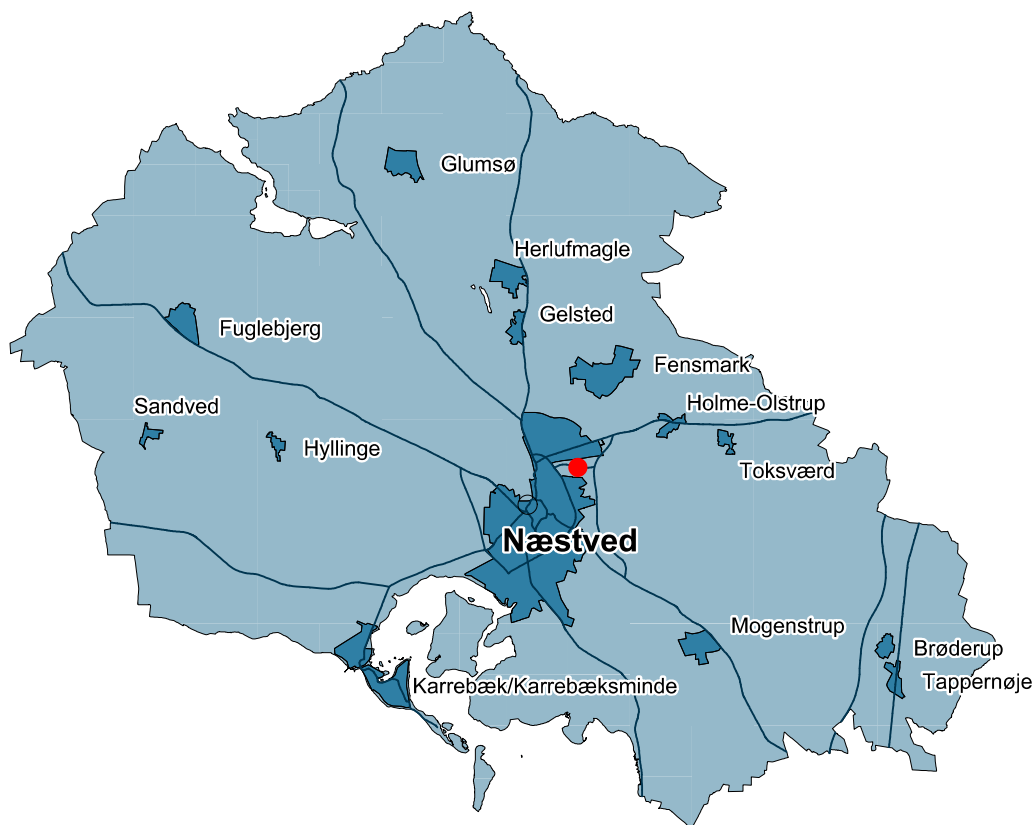 Glumsø
Herlufmagle
Gelsted
Fuglebjerg
Fensmark
Sandved
Holme-Olstrup
Hyllinge
Toksværd
Næstved
Mogenstrup
Brøderup
Tappernøje
Karrebæk/Karrebæksminde